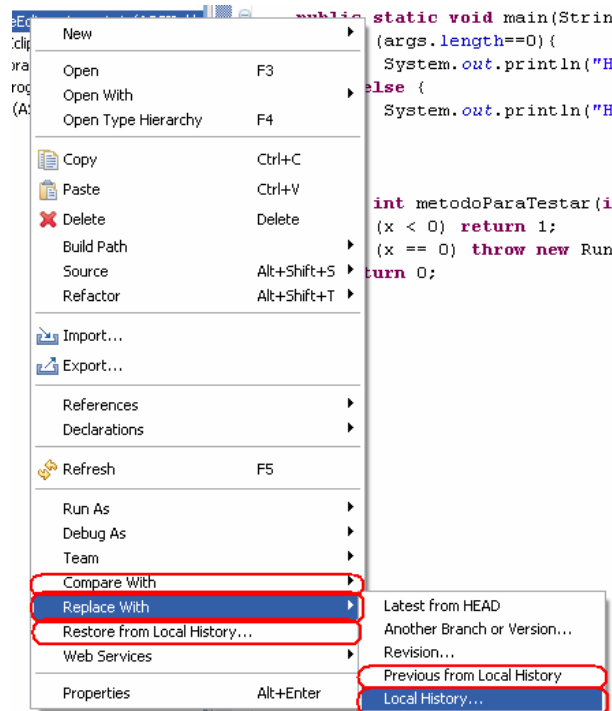 public static void main(Strin
(args.length==0){
System.out.println("H
else {
System.out.println("H
int metodoParaTestar(i
(x < 0) return 1;
(x == 0) throw new Run
turn 0;
New
Open F3
Open With
Open Type Hierarchy F4
Copy Ctrl+C
Paste Ctrl+V
Delete Delete
Build Path
Source Alt+Shift+S
Refactor Alt+Shift+T
Import...
Export...
References
Declarations
Refresh F5
Run As
Debug As
Team
Compare With
Replace With
Restore from Local History...
Web Services
Properties Alt+Enter
Latest from HEAD
Another Branch or Version...
Revision...
Previous from Local History
Local History...